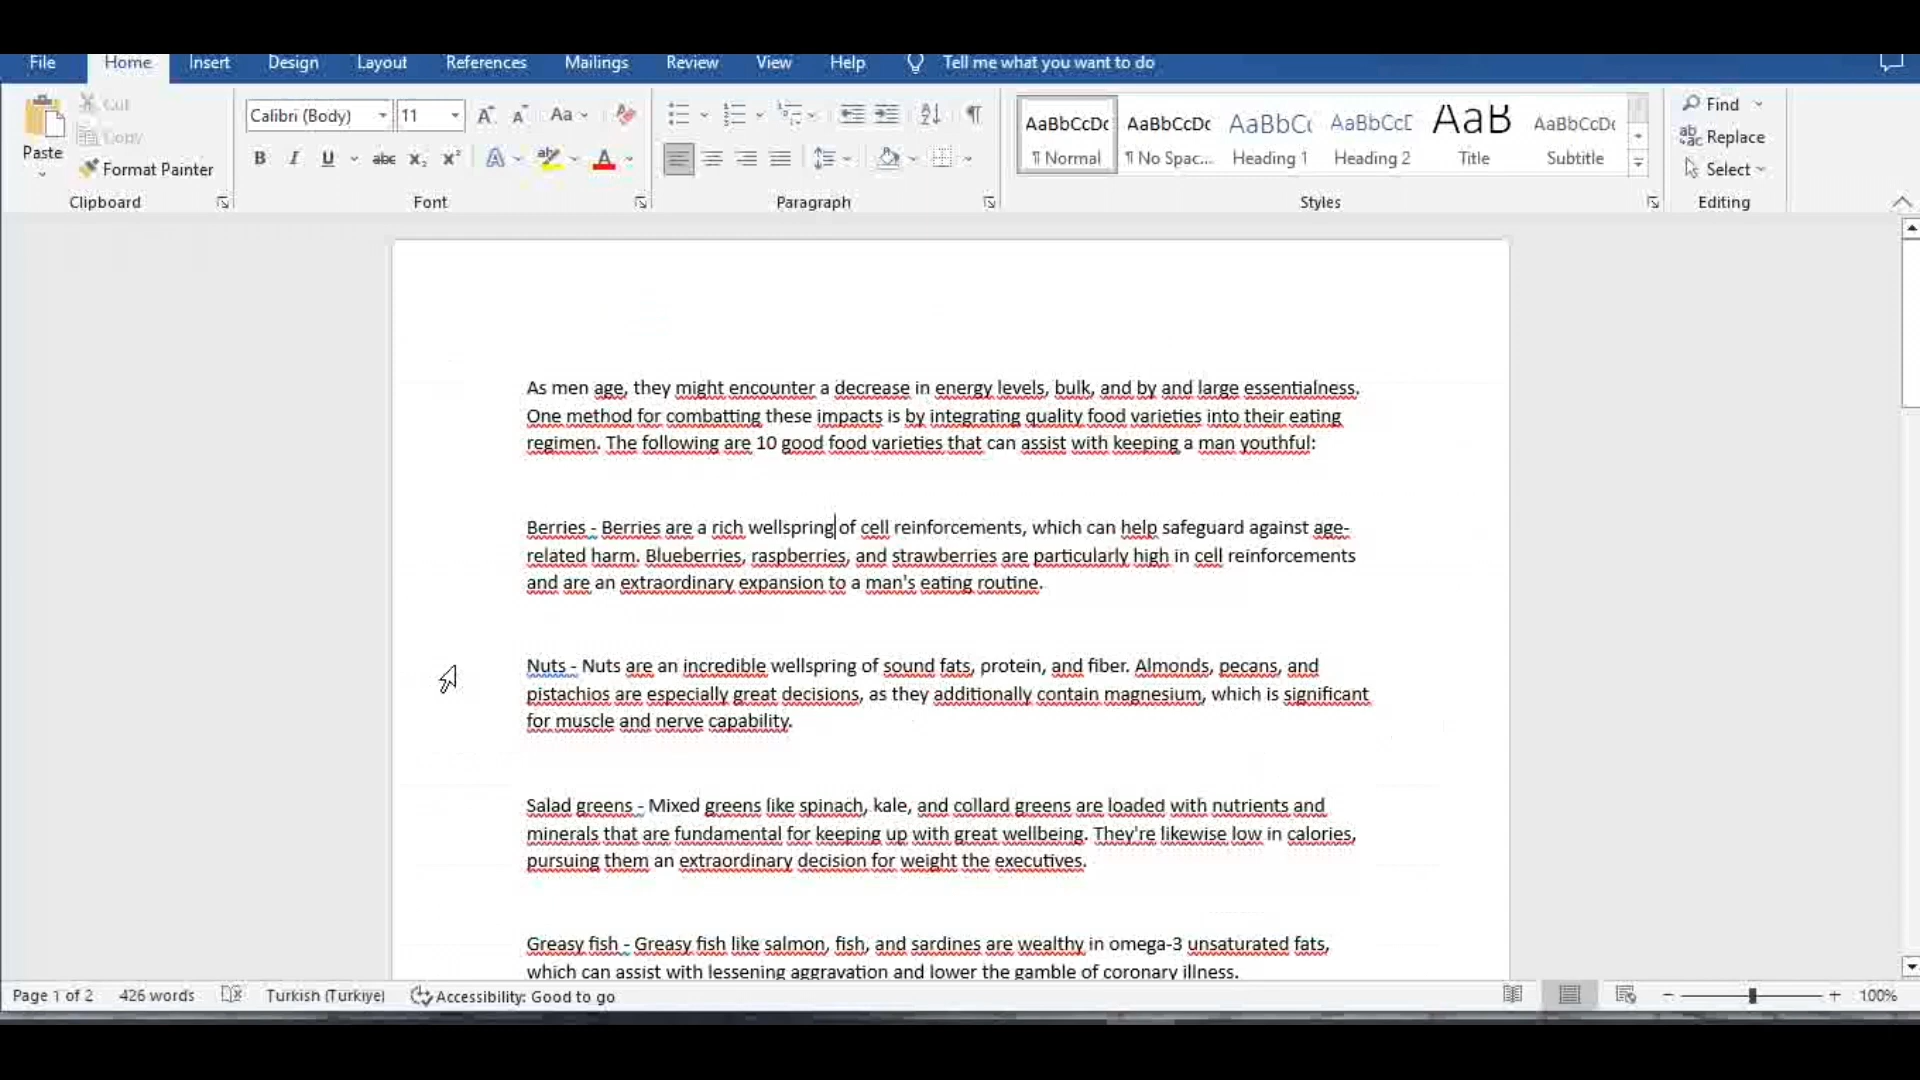 File Home Insert Design Layout References Mailings Review View Help Tell me what you want to do
Paste
Cut
Copy
Format Painter
Clipboard
Calibri (Body) 11
Font
Paragraph
AaBbCcDc AaBbCcDc AaBbC AaBbCcD AaB AaBbCcDc
¶ Normal ¶ No Spac... Heading 1 Heading 2 Title Subtitle
Styles
Find
Replace
Select
Editing
As men age, they might encounter a decrease in energy levels, bulk, and by and large essentialness.
One method for combatting these impacts is by integrating quality food varieties into their eating
regimen. The following are 10 good food varieties that can assist with keeping a man youthful:
Berries - Berries are a rich wellspring of cell reinforcements, which can help safeguard against age-
related harm. Blueberries, raspberries, and strawberries are particularly high in cell reinforcements
and are an extraordinary expansion to a man's eating routine.
Nuts - Nuts are an incredible wellspring of sound fats, protein, and fiber. Almonds, pecans, and
pistachios are especially great decisions, as they additionally contain magnesium, which is significant
for muscle and nerve capability.
Salad greens - Mixed greens like spinach, kale, and collard greens are loaded with nutrients and
minerals that are fundamental for keeping up with great wellbeing. They're likewise low in calories,
pursuing them an extraordinary decision for weight the executives.
Greasy fish - Greasy fish like salmon, fish, and sardines are wealthy in omega-3 unsaturated fats,
which can assist with lessening aggravation and lower the gamble of coronary illness.
Page 1 of 2 426 words Turkish (Türkiye) Accessibility: Good to go 100%